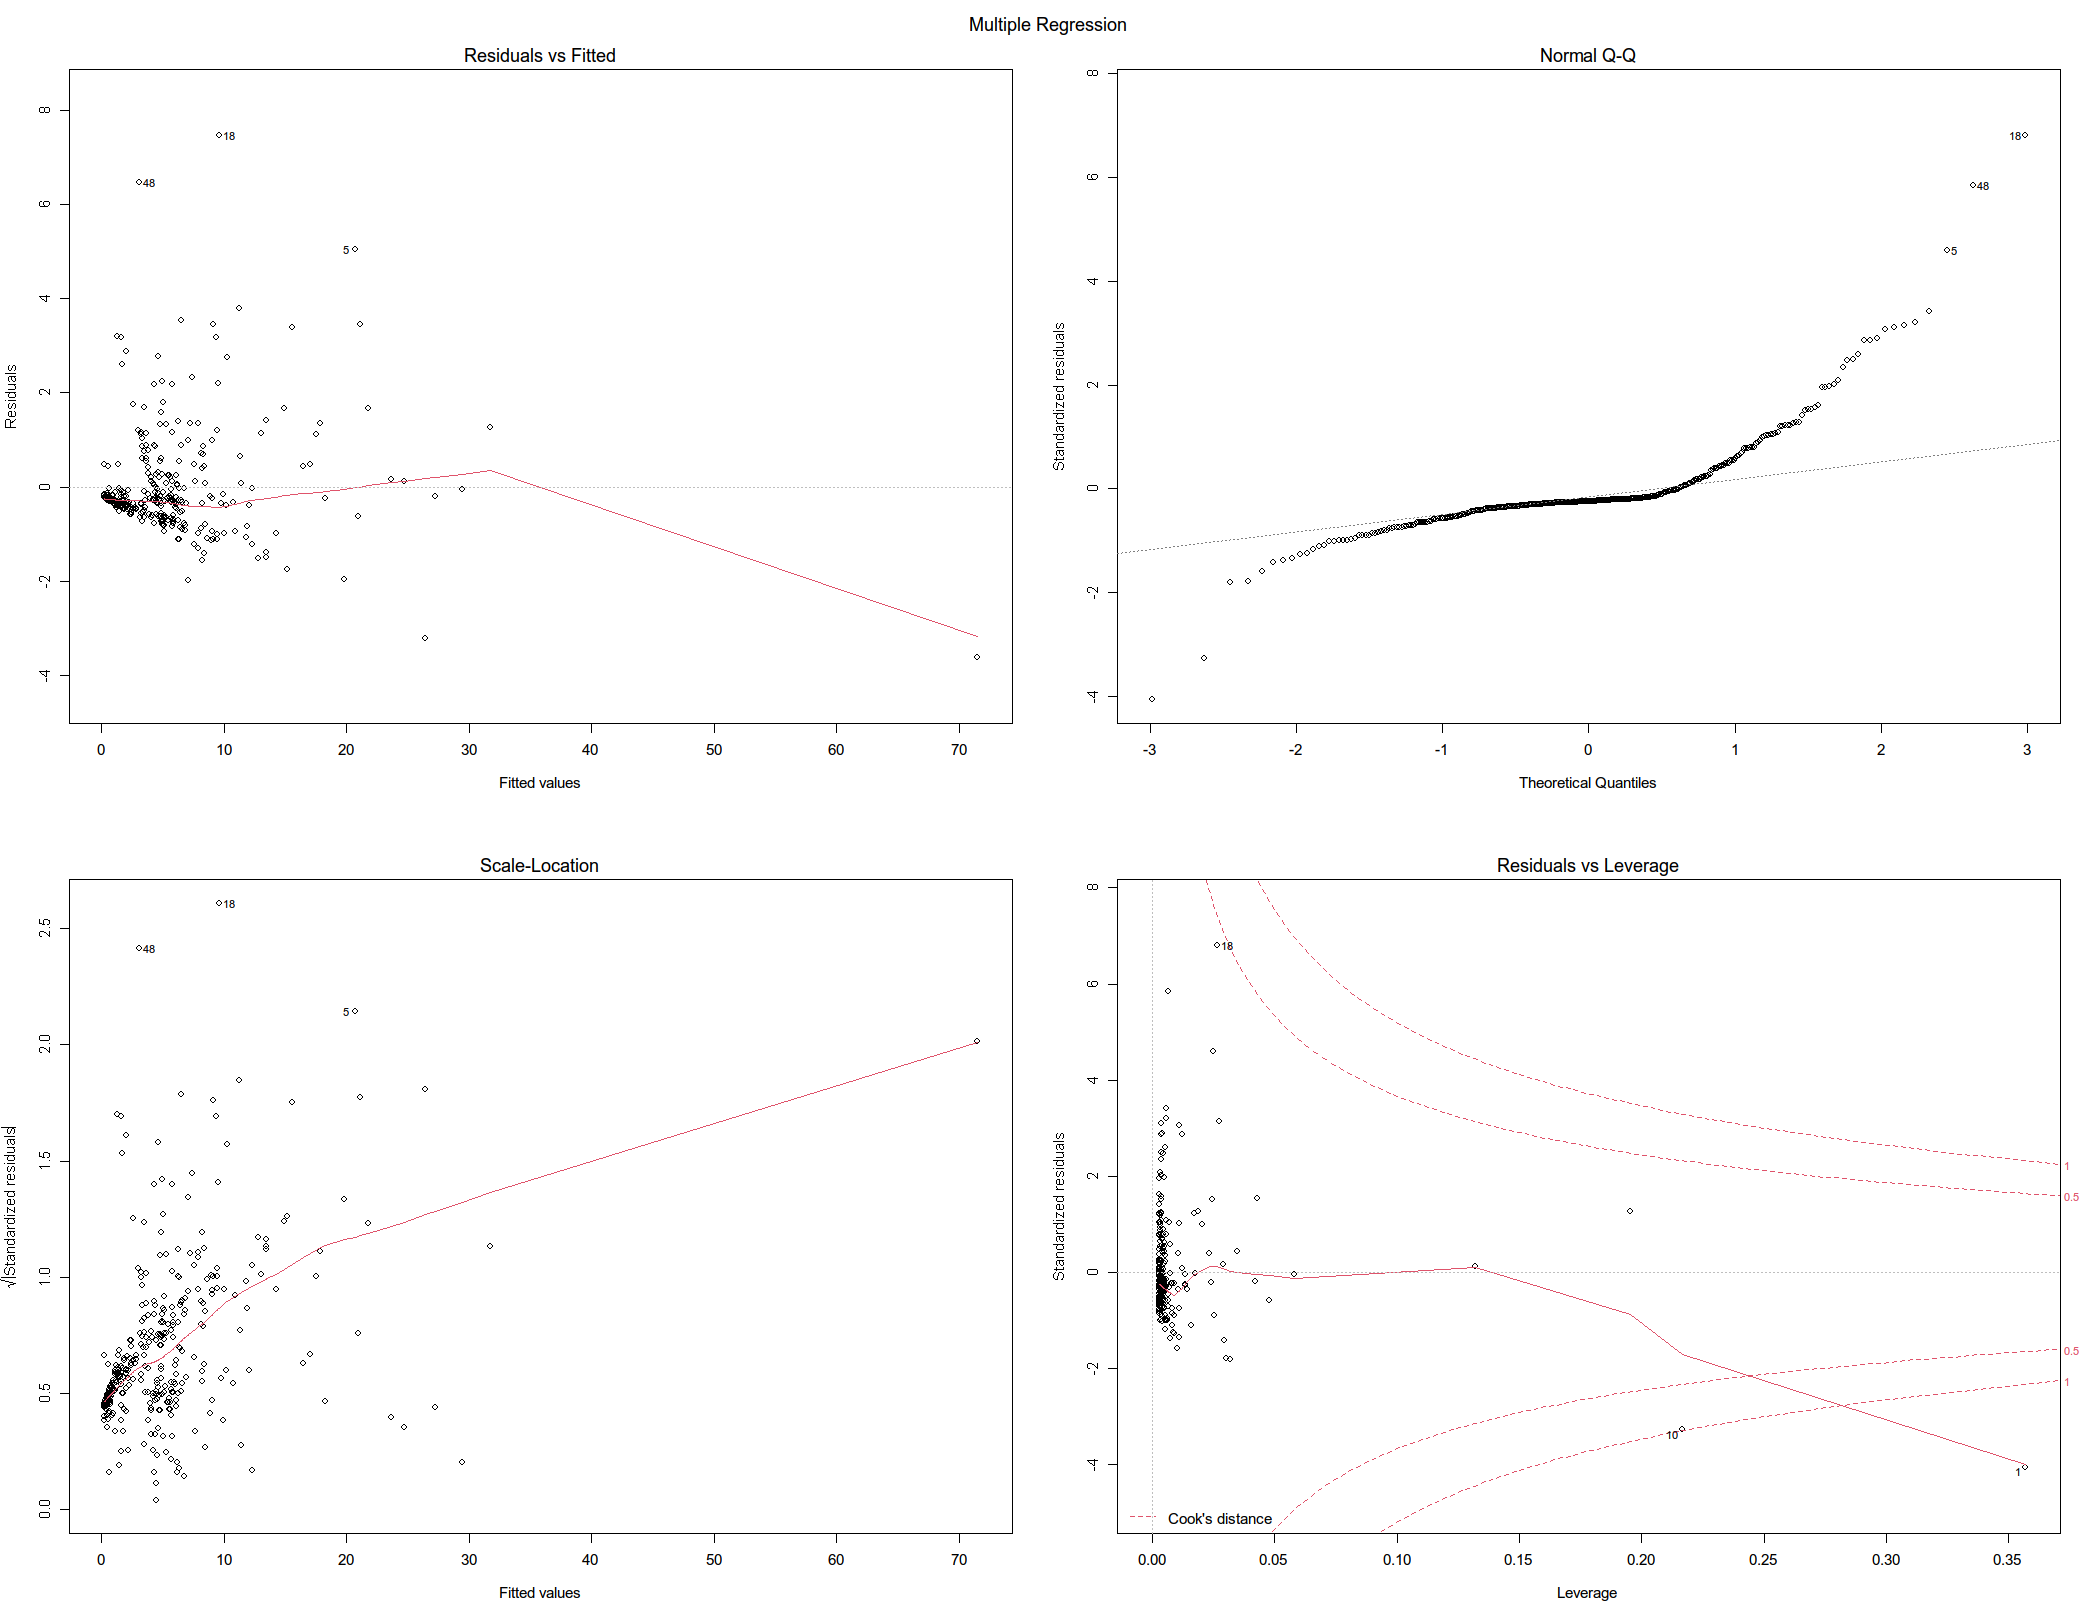 Multiple Regression
Residuals vs Fitted
8
6
4
2
0
-2
-4
Residuals
18
48
5
0 10 20 30 40 50 60 70
Fitted values
Normal Q-Q
8
6
4
2
0
-2
-4
Standardized residuals
18
48
5
-3 -2 -1 0 1 2 3
Theoretical Quantiles
Scale-Location
2.5
2.0
1.5
1.0
0.5
0.0
√|Standardized residuals|
18
48
5
0 10 20 30 40 50 60 70
Fitted values
Residuals vs Leverage
8
6
4
2
0
-2
-4
Standardized residuals
18
10
1
1
0.5
0.5
1
Cook's distance
0.00 0.05 0.10 0.15 0.20 0.25 0.30 0.35
Leverage